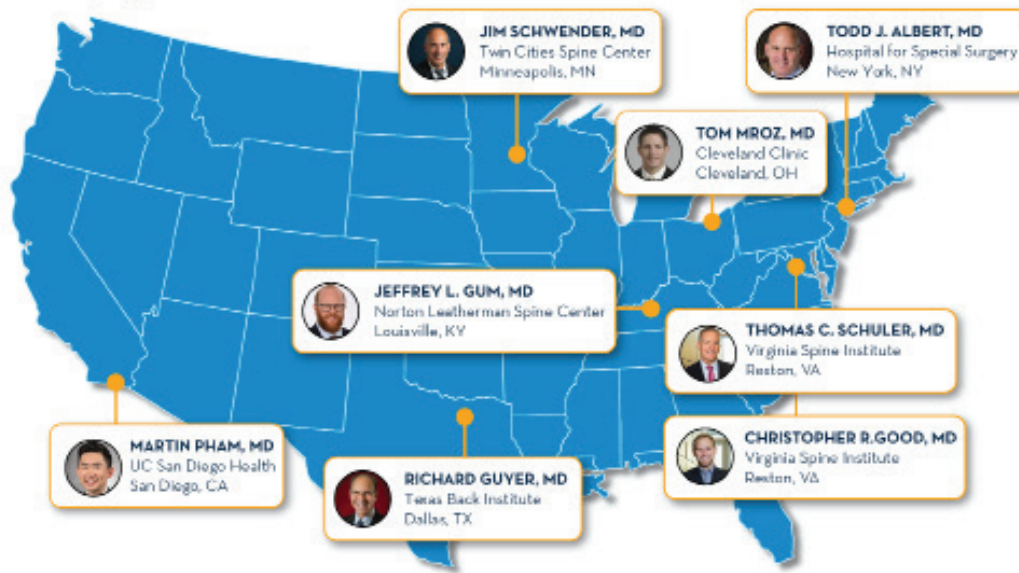 JIM SCHWENDER, MD
Twin Cities Spine Center
Minneapolis, MN
TODD J. ALBERT, MD
Hospital for Special Surgery
New York, NY
TOM MROZ, MD
Cleveland Clinic
Cleveland, OH
JEFFREY L. GUM, MD
Norton Leatherman Spine Center
Louisville, KY
THOMAS C. SCHULER, MD
Virginia Spine Institute
Reston, VA
MARTIN PHAM, MD
UC San Diego Health
San Diego, CA
RICHARD GUYER, MD
Texas Back Institute
Dallas, TX
CHRISTOPHER R.GOOD, MD
Virginia Spine Institute
Reston, VA